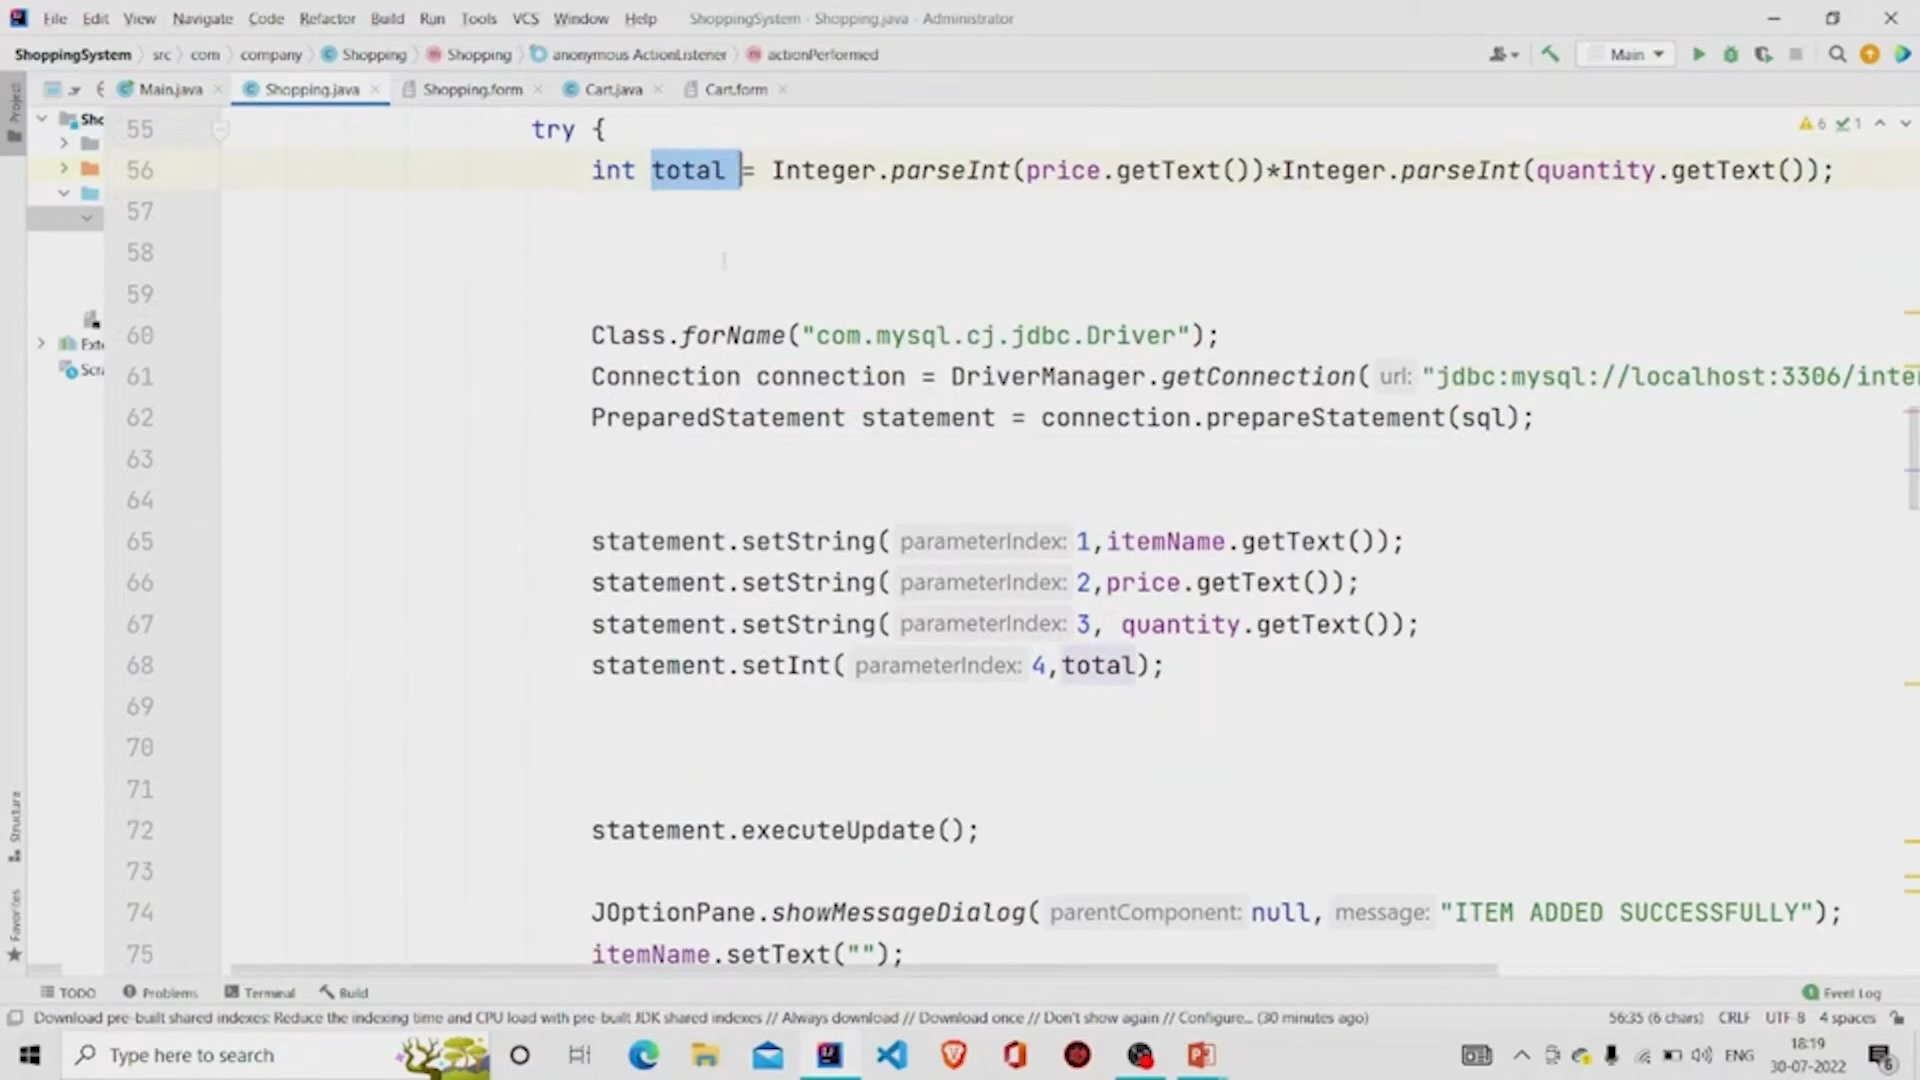 File Edit View Navigate Code Refactor Build Run Tools VCS Window Help ShoppingSystem - Shopping.java - Administrator
ShoppingSystem src com company Shopping Shopping anonymous ActionListener actionPerformed Main
Project
Main.java Shopping.java Shopping.form Cart.java Cart.form
Sho
6 1
55 try {
56 int total = Integer.parseInt(price.getText())*Integer.parseInt(quantity.getText());
57
58
59
60 Class.forName("com.mysql.cj.jdbc.Driver");
Exte
61 Connection connection = DriverManager.getConnection( url: "jdbc:mysql://localhost:3306/inte
Scra
62 PreparedStatement statement = connection.prepareStatement(sql);
63
64
65 statement.setString( parameterIndex: 1,itemName.getText());
66 statement.setString( parameterIndex: 2,price.getText());
67 statement.setString( parameterIndex: 3, quantity.getText());
68 statement.setInt( parameterIndex: 4,total);
69
70
71
72 statement.executeUpdate();
73
74 JOptionPane.showMessageDialog( parentComponent: null, message: "ITEM ADDED SUCCESSFULLY");
75 itemName.setText("");
Structure
Favorites
TODO Problems Terminal Build Event Log
Download pre-built shared indexes: Reduce the indexing time and CPU load with pre-built JDK shared indexes // Always download // Download once // Don't show again // Configure... (30 minutes ago) 56:35 (6 chars) CRLF UTF-8 4 spaces
Type here to search ENG 18:19
30-07-2022 6